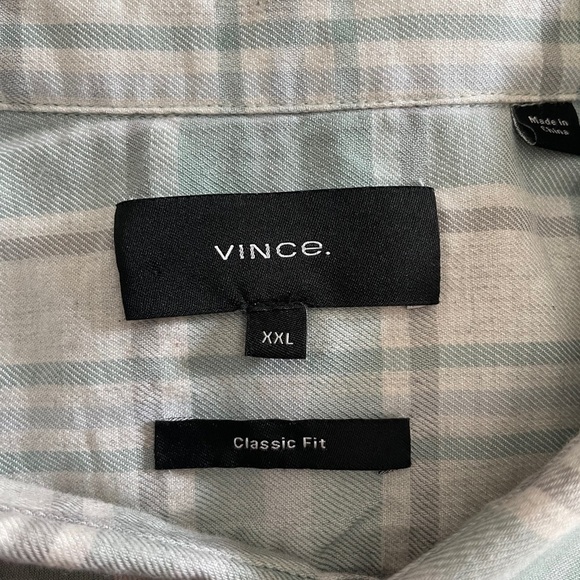 Made in
China
VINCe.
XXL
Classic Fit